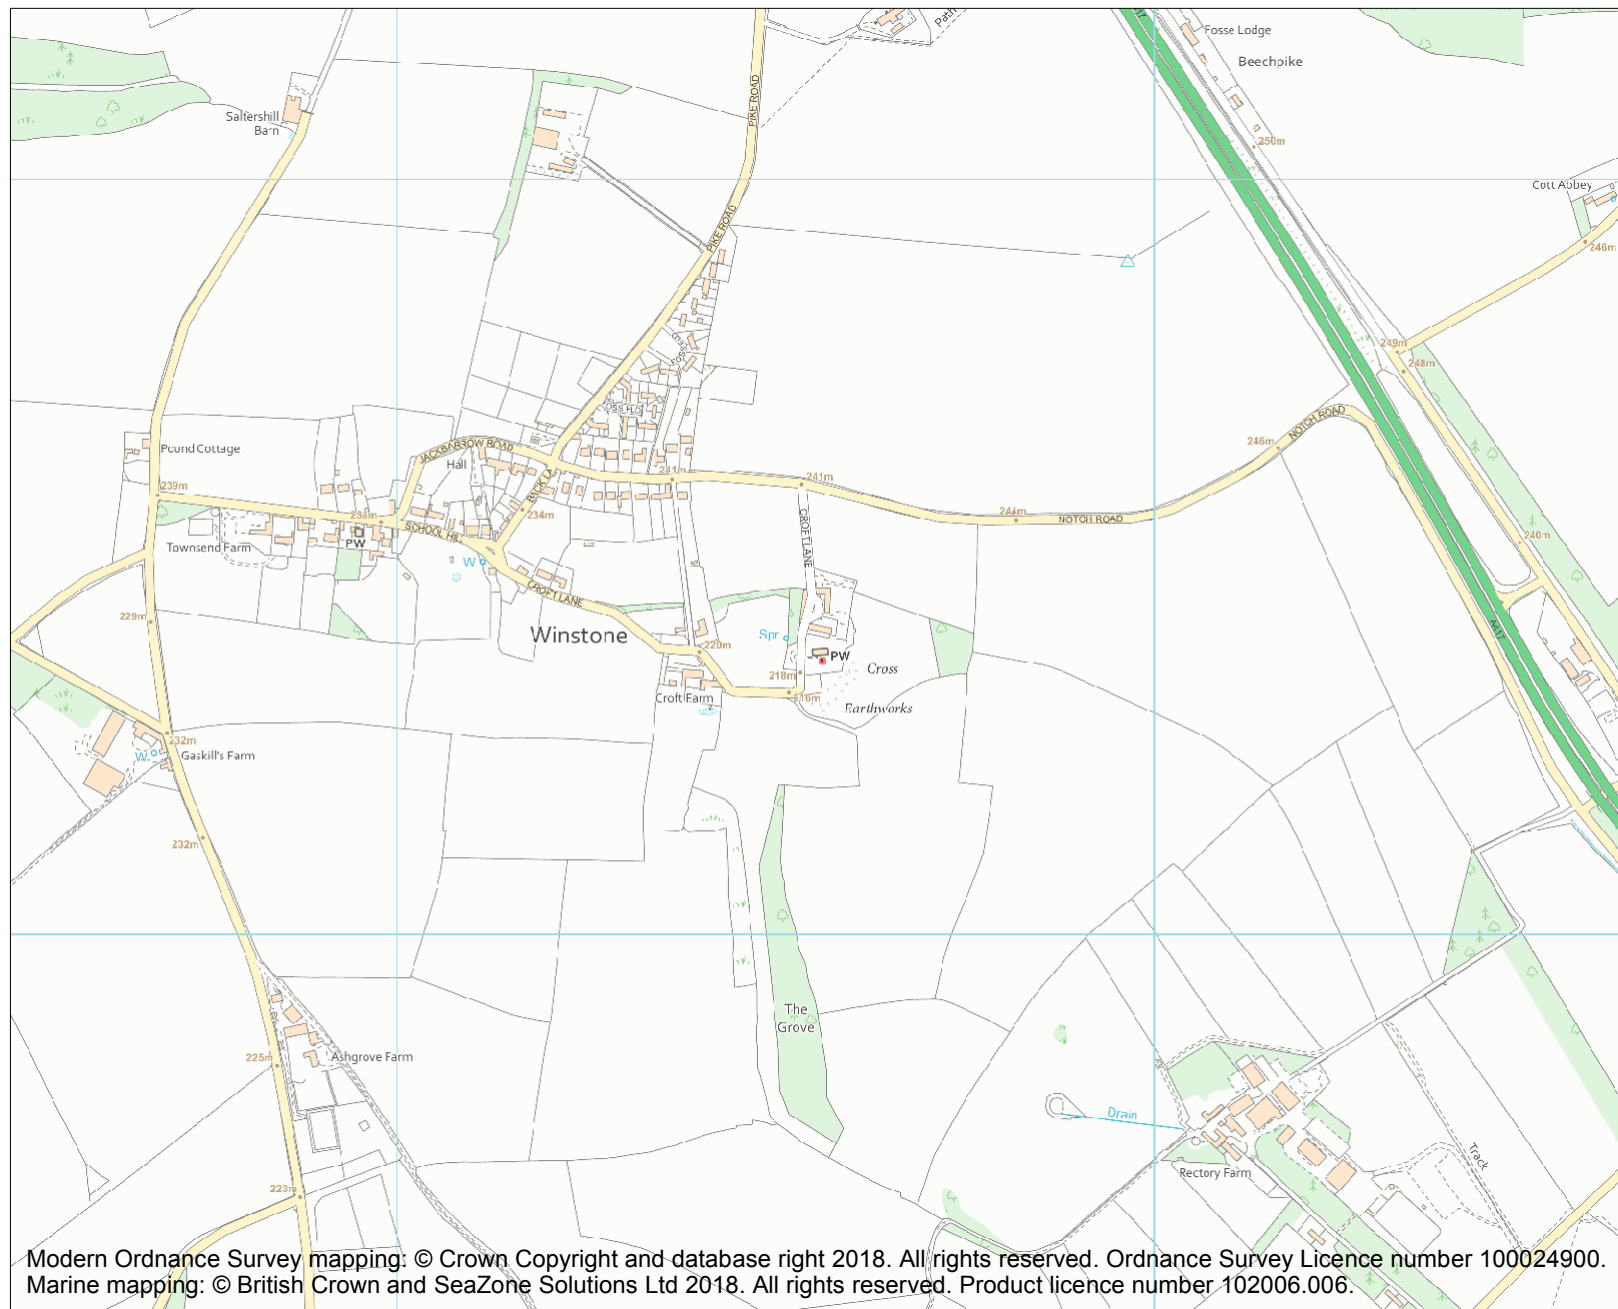 Path
A417
Fosse Lodge
Beechpike
PIKE ROAD
Saltershill
Barn
250m
Cott Abbey
PIKE ROAD
246m
249m
248m
FOSS FLD
NOTCH ROAD
246m
JACKBARROW ROAD
Pound Cottage
Hall
241m
241m
239m
BACK LA
234m
238m
244m
NOTCH ROAD
SCHOOL HILL
CROFT LANE
240m
Townsend Farm
PW
W
CROFT LANE
229m
Winstone
Spr
A417
220m
PW
Cross
218m
Croft Farm
216m
Earthworks
232m
W
Gaskill's Farm
232m
The
Grove
225m
Ashgrove Farm
Drain
Track
Rectory Farm
223m
Modern Ordnance Survey mapping: © Crown Copyright and database right 2018. All rights reserved. Ordnance Survey Licence number 100024900.
Marine mapping: © British Crown and SeaZone Solutions Ltd 2018. All rights reserved. Product licence number 102006.006.